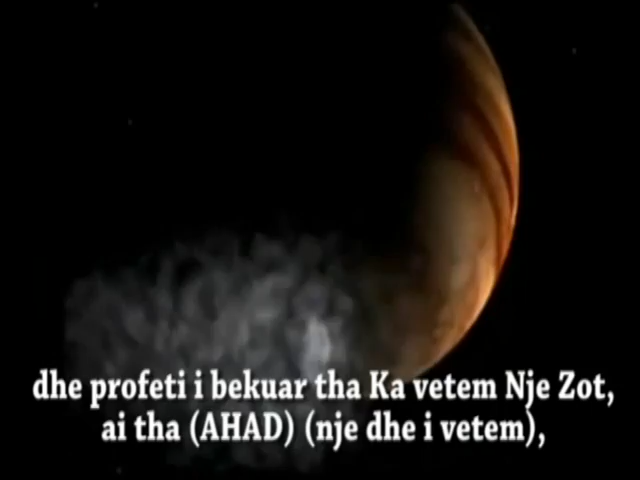 dhe profeti i bekuar tha Ka vetem Nje Zot,
ai tha (AHAD) (nje dhe i vetem),